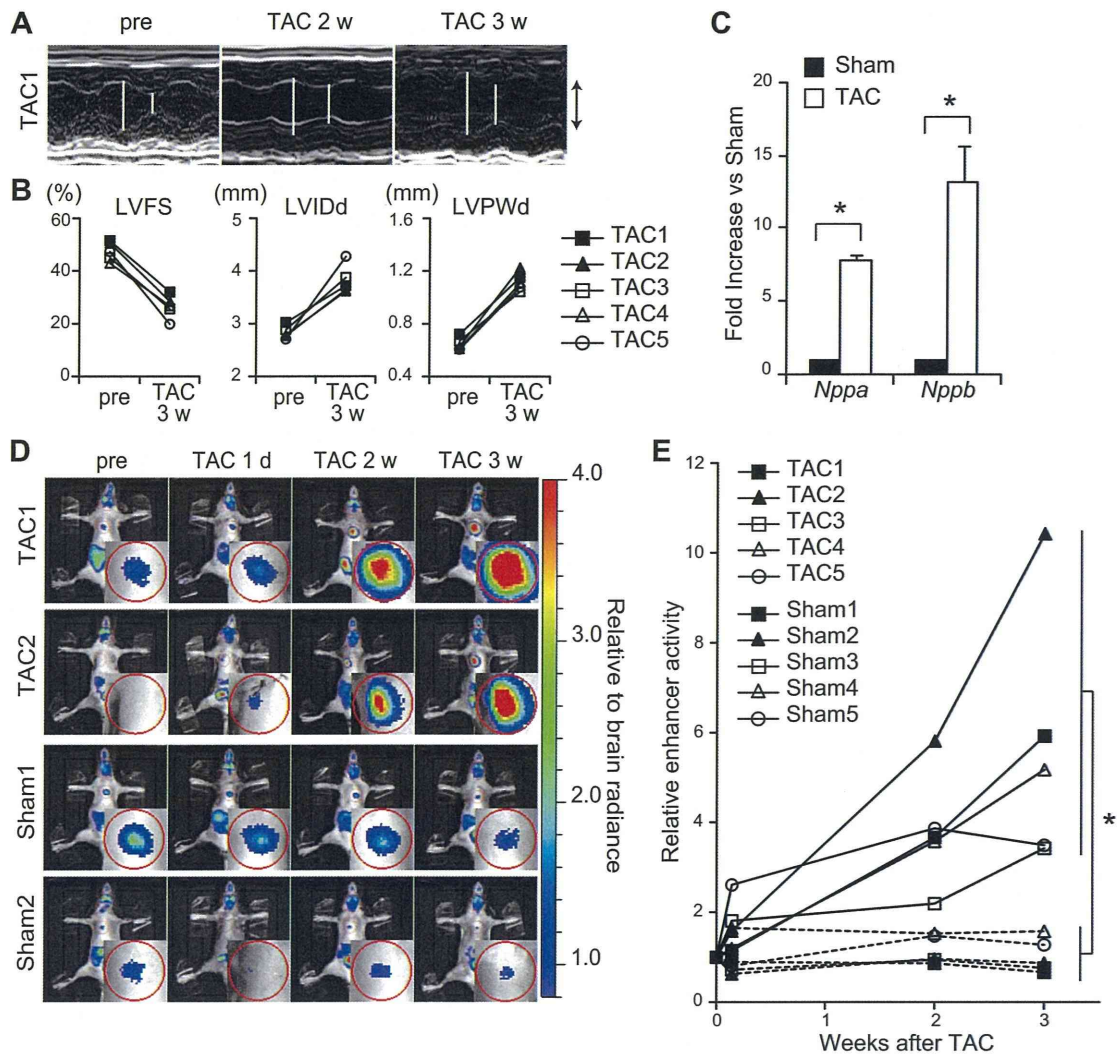 A
pre
TAC 2 w
TAC 3 w
TAC1
B
(%)
LVFS
60
40
20
0
pre
TAC
3 w
(mm)
LVIDd
5
4
3
2
pre
TAC
3 w
(mm)
LVPWd
1.6
1.2
0.8
0.4
pre
TAC
3 w
TAC1
TAC2
TAC3
TAC4
TAC5
C
Sham
TAC
Fold Increase vs Sham
20
15
10
5
0
*
*
Nppa
Nppb
D
pre
TAC 1 d
TAC 2 w
TAC 3 w
TAC1
TAC2
Sham1
Sham2
4.0
3.0
2.0
1.0
Relative to brain radiance
E
Relative enhancer activity
12
10
8
6
4
2
0
TAC1
TAC2
TAC3
TAC4
TAC5
Sham1
Sham2
Sham3
Sham4
Sham5
*
0
1
2
3
Weeks after TAC